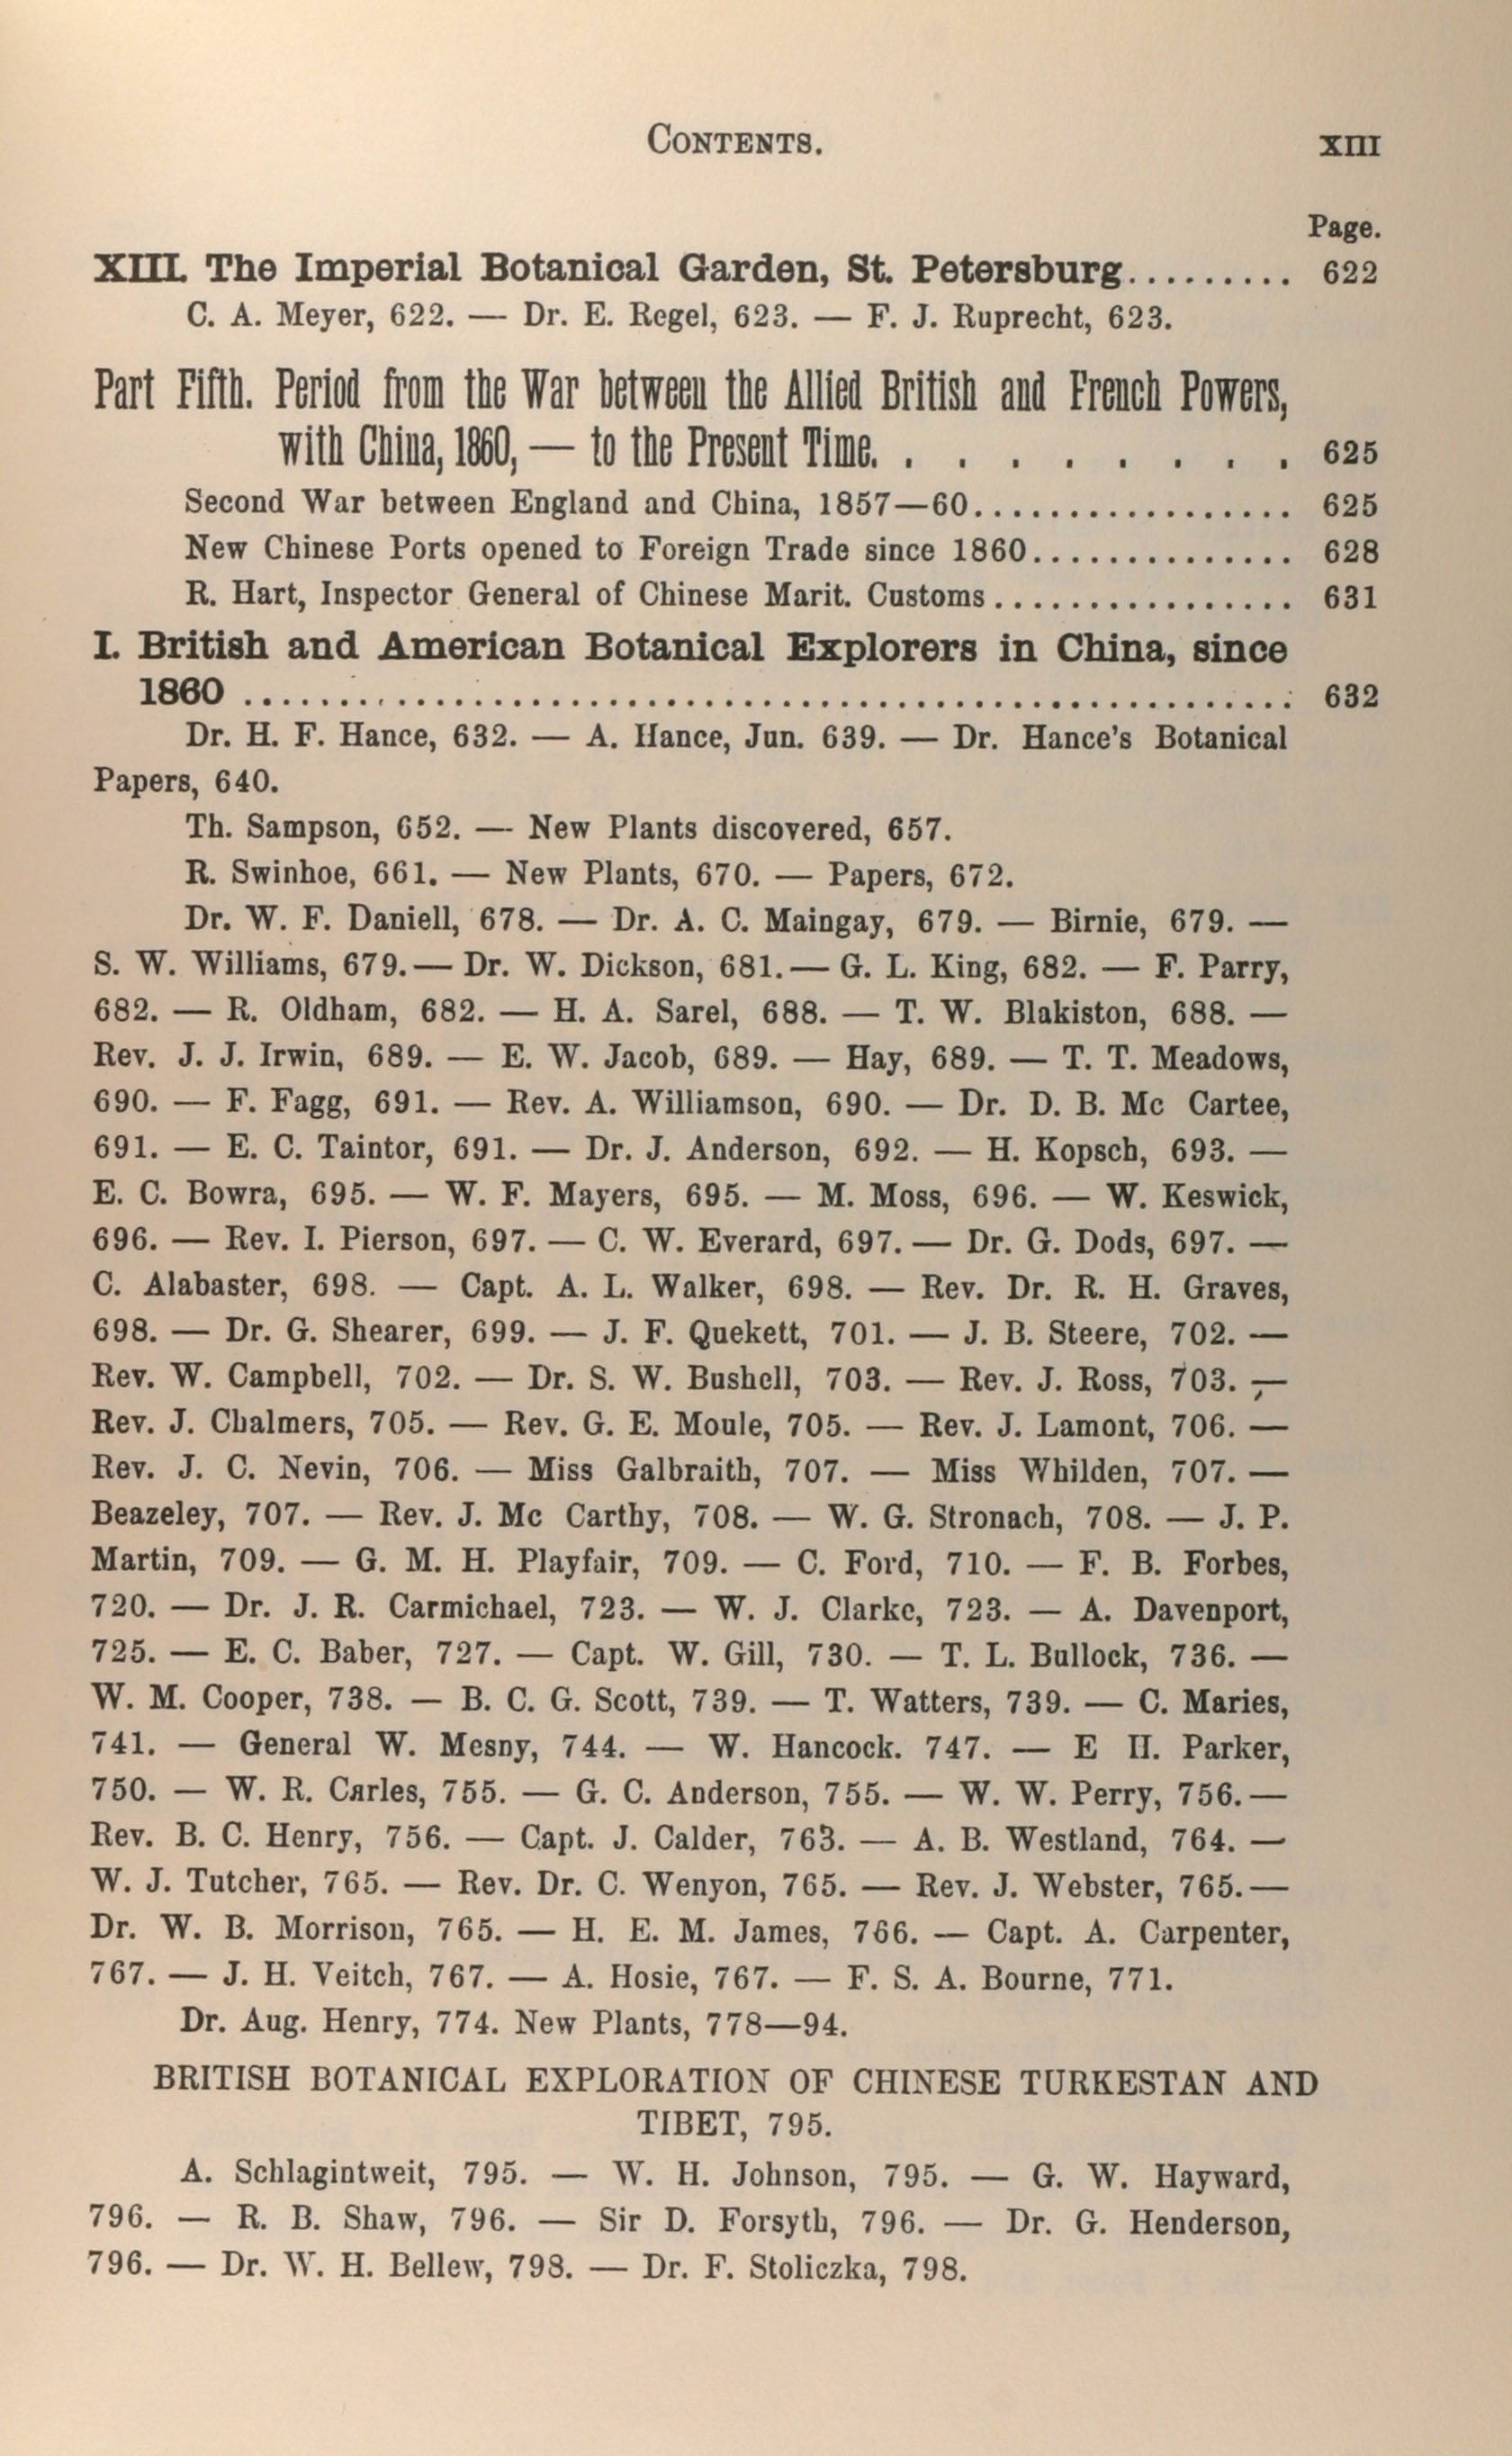 CONTENTS. XIII
Page.
XIII. The Imperial Botanical Garden, St. Petersburg......... 622
C. A. Meyer, 622. — Dr. E. Regel, 623. — F. J. Ruprecht, 623.
Part Fifth. Period from the War between the Allied British and French Powers,
with China, 1860, — to the Present Time. . . . . . . . . 625
Second War between England and China, 1857—60................. 625
New Chinese Ports opened to Foreign Trade since 1860.............. 628
R. Hart, Inspector General of Chinese Marit. Customs................ 631
I. British and American Botanical Explorers in China, since
1860 ........................................................ 632
Dr. H. F. Hance, 632. — A. Hance, Jun. 639. — Dr. Hance's Botanical
Papers, 640.
Th. Sampson, 652. — New Plants discovered, 657.
R. Swinhoe, 661. — New Plants, 670. — Papers, 672.
Dr. W. F. Daniell, 678. — Dr. A. C. Maingay, 679. — Birnie, 679. —
S. W. Williams, 679.— Dr. W. Dickson, 681.— G. L. King, 682. — F. Parry,
682. — R. Oldham, 682. — H. A. Sarel, 688. — T. W. Blakiston, 688. —
Rev. J. J. Irwin, 689. — E. W. Jacob, 689. — Hay, 689. — T. T. Meadows,
690. — F. Fagg, 691. — Rev. A. Williamson, 690. — Dr. D. B. Mc Cartee,
691. — E. C. Taintor, 691. — Dr. J. Anderson, 692. — H. Kopsch, 693. —
E. C. Bowra, 695. — W. F. Mayers, 695. — M. Moss, 696. — W. Keswick,
696. — Rev. I. Pierson, 697. — C. W. Everard, 697. — Dr. G. Dods, 697. —
C. Alabaster, 698. — Capt. A. L. Walker, 698. — Rev. Dr. R. H. Graves,
698. — Dr. G. Shearer, 699. — J. F. Quekett, 701. — J. B. Steere, 702. —
Rev. W. Campbell, 702. — Dr. S. W. Bushell, 703. — Rev. J. Ross, 703. —
Rev. J. Chalmers, 705. — Rev. G. E. Moule, 705. — Rev. J. Lamont, 706. —
Rev. J. C. Nevin, 706. — Miss Galbraith, 707. — Miss Whilden, 707. —
Beazeley, 707. — Rev. J. Mc Carthy, 708. — W. G. Stronach, 708. — J. P.
Martin, 709. — G. M. H. Playfair, 709. — C. Ford, 710. — F. B. Forbes,
720. — Dr. J. R. Carmichael, 723. — W. J. Clarke, 723. — A. Davenport,
725. — E. C. Baber, 727. — Capt. W. Gill, 730. — T. L. Bullock, 736. —
W. M. Cooper, 738. — B. C. G. Scott, 739. — T. Watters, 739. — C. Maries,
741. — General W. Mesny, 744. — W. Hancock. 747. — E H. Parker,
750. — W. R. Carles, 755. — G. C. Anderson, 755. — W. W. Perry, 756.—
Rev. B. C. Henry, 756. — Capt. J. Calder, 763. — A. B. Westland, 764. —
W. J. Tutcher, 765. — Rev. Dr. C. Wenyon, 765. — Rev. J. Webster, 765.—
Dr. W. B. Morrison, 765. — H. E. M. James, 766. — Capt. A. Carpenter,
767. — J. H. Veitch, 767. — A. Hosie, 767. — F. S. A. Bourne, 771.
Dr. Aug. Henry, 774. New Plants, 778—94.
BRITISH BOTANICAL EXPLORATION OF CHINESE TURKESTAN AND
TIBET, 795.
A. Schlagintweit, 795. — W. H. Johnson, 795. — G. W. Hayward,
796. — R. B. Shaw, 796. — Sir D. Forsyth, 796. — Dr. G. Henderson,
796. — Dr. W. H. Bellew, 798. — Dr. F. Stoliczka, 798.